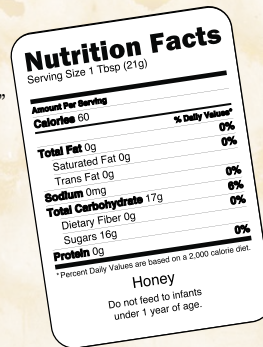 ”
Nutrition Facts
Serving Size 1 Tbsp (21g)
Amount Per Serving
Calories 60
% Daily Values*
Total Fat 0g 0%
Saturated Fat 0g 0%
Trans Fat 0g
Sodium 0mg 0%
Total Carbohydrate 17g 6%
Dietary Fiber 0g 0%
Sugars 16g
Protein 0g 0%
*Percent Daily Values are based on a 2,000 calorie diet.
Honey
Do not feed to infants
under 1 year of age.